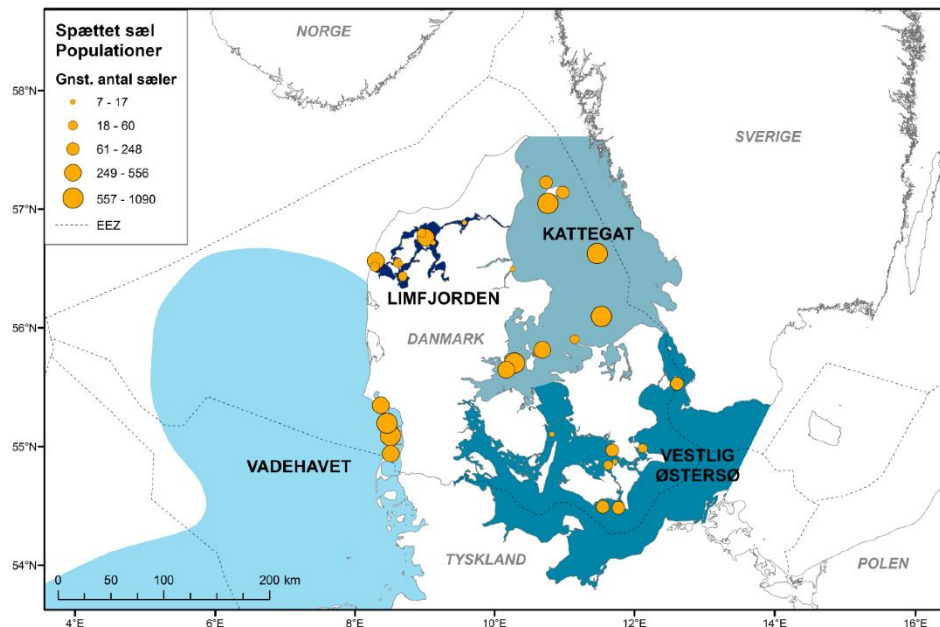 Spættet sæl
Populationer
Gnst. antal sæler
7 - 17
18 - 60
61 - 248
249 - 556
557 - 1090
EEZ
NORGE
SVERIGE
KATTEGAT
LIMFJORDEN
DANMARK
VADEHAVET
VESTLIG
ØSTERSØ
TYSKLAND
POLEN
58°N
57°N
56°N
55°N
54°N
0 50 100 200 km
4°E 6°E 8°E 10°E 12°E 14°E 16°E